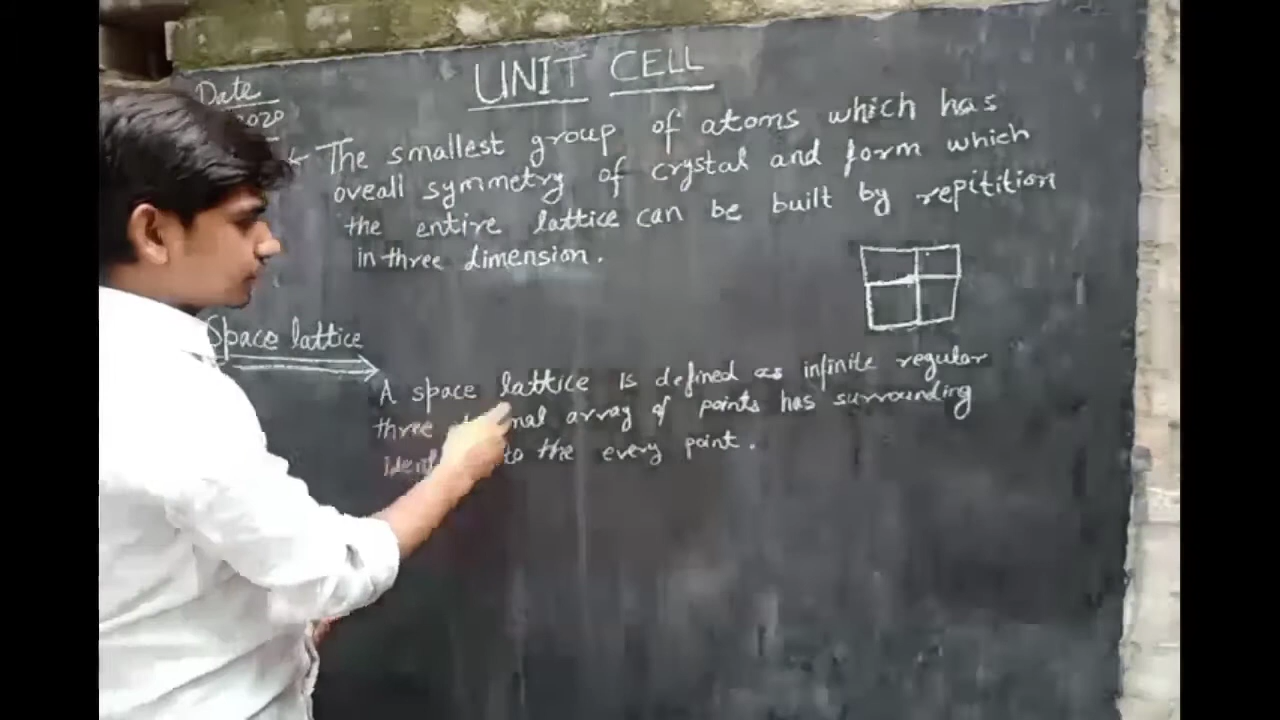 UNIT CELL
Date
2020
The smallest group of atoms which has
overall symmetry of crystal and form which
the entire lattice can be built by repitition
in three dimension.
Space lattice
A space lattice is defined as infinite regular
three array of points has surrounding
to the every point.